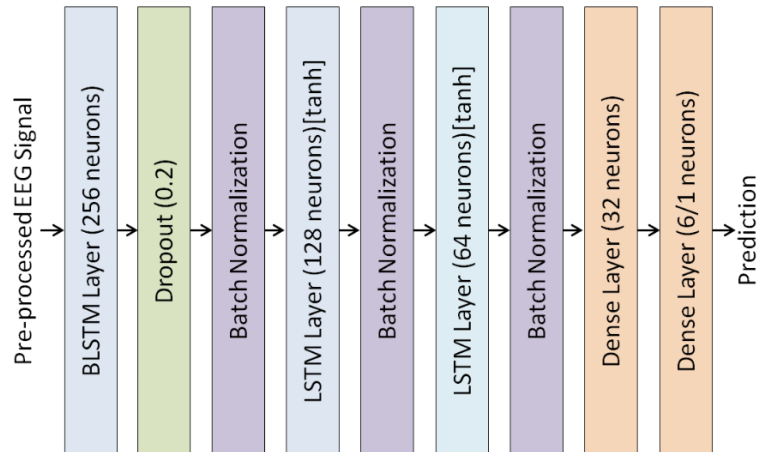 Pre-processed EEG Signal
BLSTM Layer (256 neurons)
Dropout (0.2)
Batch Normalization
LSTM Layer (128 neurons)[tanh]
Batch Normalization
LSTM Layer (64 neurons)[tanh]
Batch Normalization
Dense Layer (32 neurons)
Dense Layer (6/1 neurons)
Prediction